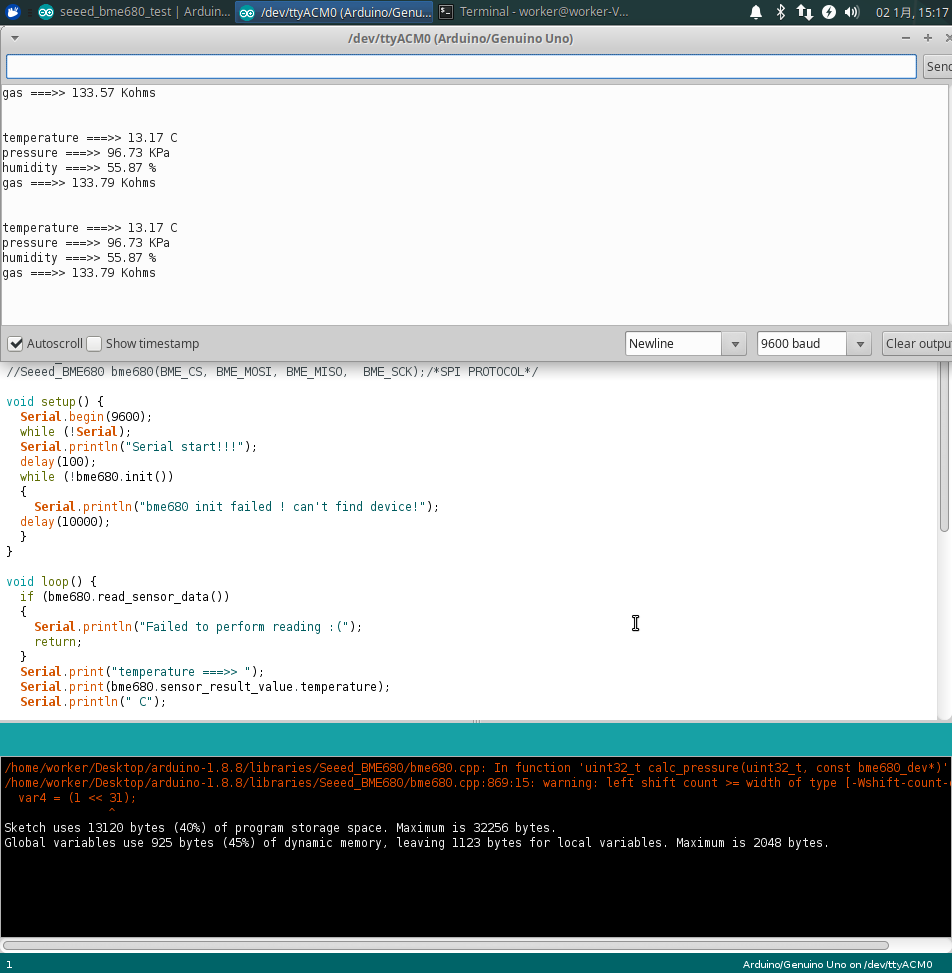 seeed_bme680_test | Arduin...
/dev/ttyACM0 (Arduino/Genu...
Terminal - worker@worker-V...
02 1月, 15:17
/dev/ttyACM0 (Arduino/Genuino Uno)
Send
gas ===>> 133.57 Kohms
temperature ===>> 13.17 C
pressure ===>> 96.73 KPa
humidity ===>> 55.87 %
gas ===>> 133.79 Kohms
temperature ===>> 13.17 C
pressure ===>> 96.73 KPa
humidity ===>> 55.87 %
gas ===>> 133.79 Kohms
Autoscroll
Show timestamp
Newline
9600 baud
Clear outpu
//Seeed_BME680 bme680(BME_CS, BME_MOSI, BME_MISO,  BME_SCK);/*SPI PROTOCOL*/
void setup() {
  Serial.begin(9600);
  while (!Serial);
  Serial.println("Serial start!!!");
  delay(100);
  while (!bme680.init())
  {
    Serial.println("bme680 init failed ! can't find device!");
  delay(10000);
  }
}
void loop() {
  if (bme680.read_sensor_data())
  {
    Serial.println("Failed to perform reading :(");
    return;
  }
  Serial.print("temperature ===>> ");
  Serial.print(bme680.sensor_result_value.temperature);
  Serial.println(" C");
/home/worker/Desktop/arduino-1.8.8/libraries/Seeed_BME680/bme680.cpp: In function 'uint32_t calc_pressure(uint32_t, const bme680_dev*)'
/home/worker/Desktop/arduino-1.8.8/libraries/Seeed_BME680/bme680.cpp:869:15: warning: left shift count >= width of type [-Wshift-count-
  var4 = (1 << 31);
               ^
Sketch uses 13120 bytes (40%) of program storage space. Maximum is 32256 bytes.
Global variables use 925 bytes (45%) of dynamic memory, leaving 1123 bytes for local variables. Maximum is 2048 bytes.
1
Arduino/Genuino Uno on /dev/ttyACM0